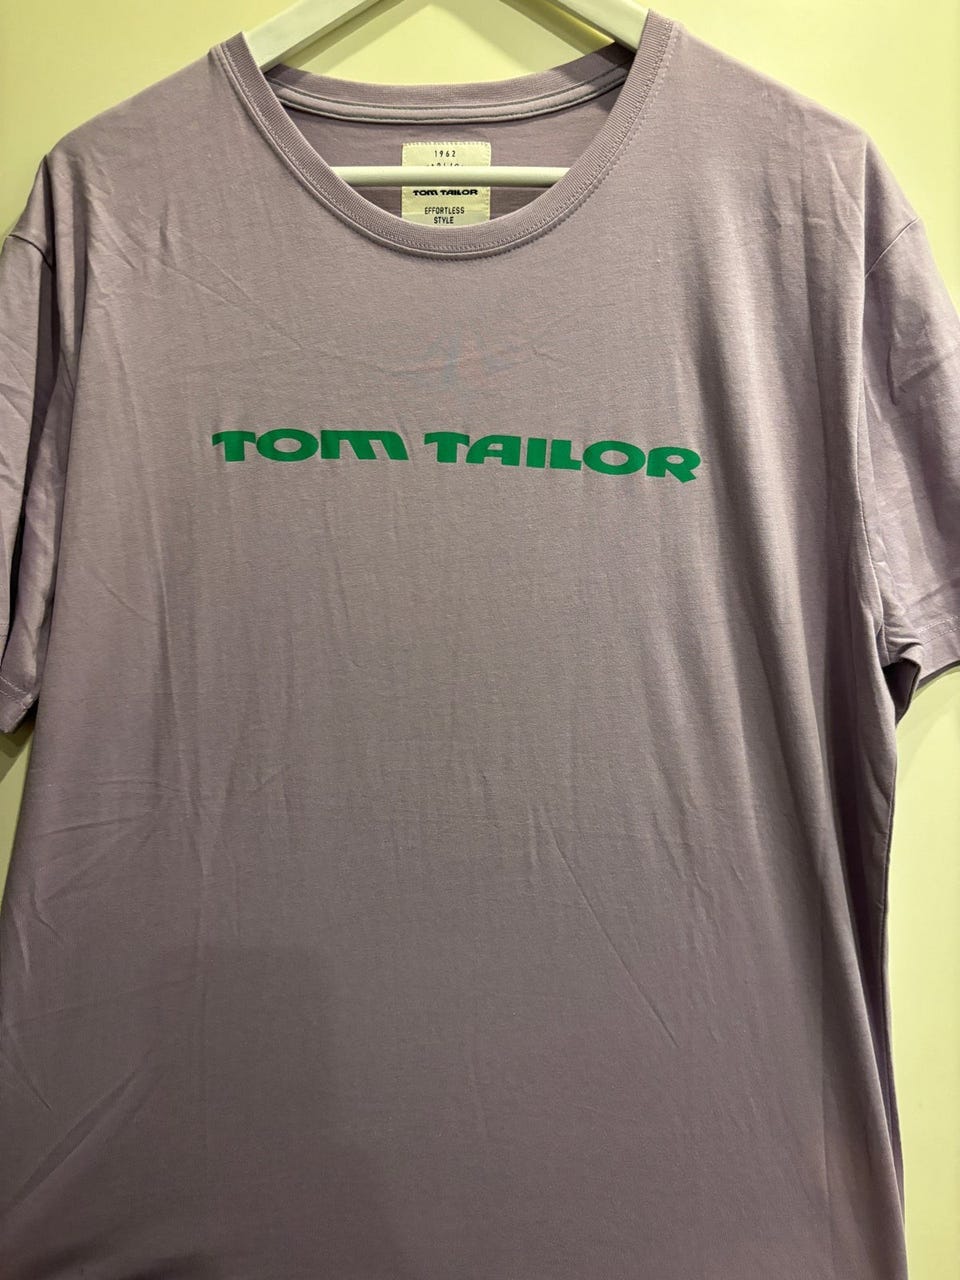 1962
TOM TAILOR
EFFORTLESS
STYLE
TOM TAILOR